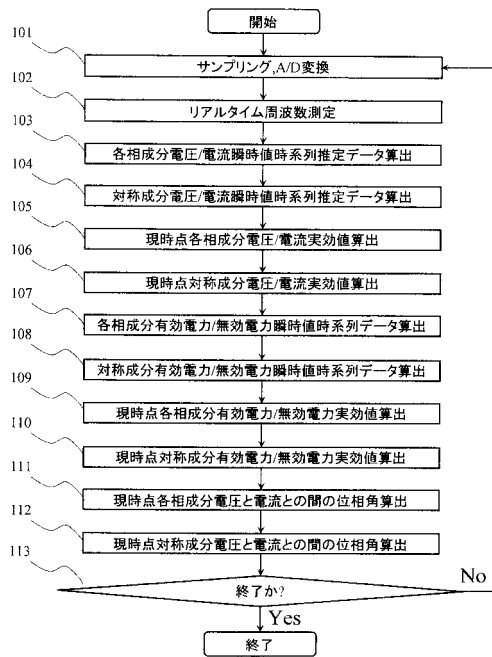 開始
101
サンプリング,A/D変換
102
リアルタイム周波数測定
103
各相成分電圧/電流瞬時値時系列推定データ算出
104
対称成分電圧/電流瞬時値時系列推定データ算出
105
現時点各相成分電圧/電流実効値算出
106
現時点対称成分電圧/電流実効値算出
107
各相成分有効電力/無効電力瞬時値時系列データ算出
108
対称成分有効電力/無効電力瞬時値時系列データ算出
109
現時点各相成分有効電力/無効電力実効値算出
110
現時点対称成分有効電力/無効電力実効値算出
111
現時点各相成分電圧と電流との間の位相角算出
112
現時点対称成分電圧と電流との間の位相角算出
113
終了か?
No
Yes
終了